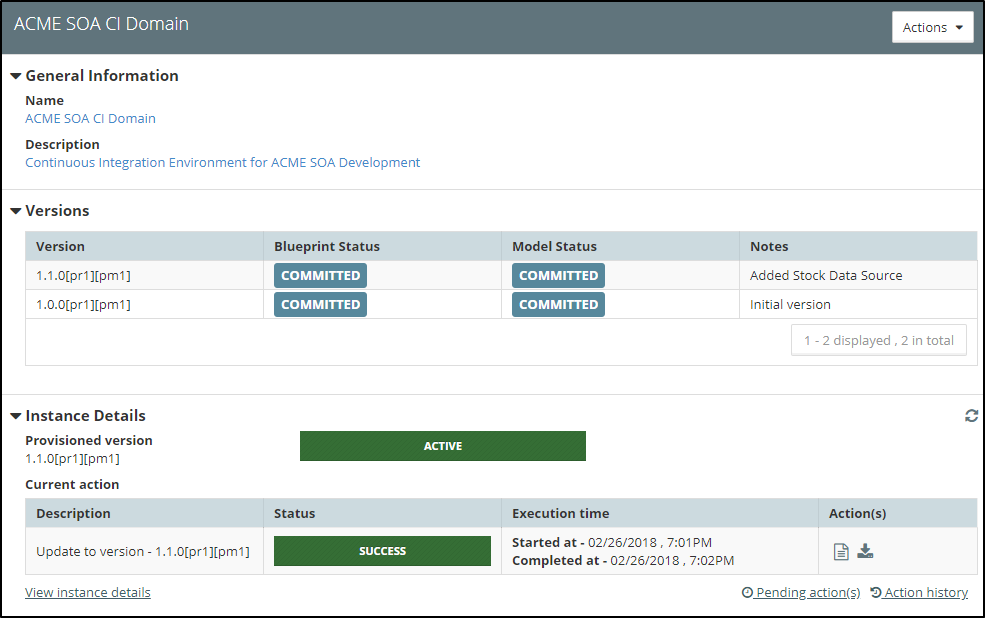 ACME SOA CI Domain
Actions
General Information
Name
ACME SOA CI Domain
Description
Continuous Integration Environment for ACME SOA Development
Versions
Version Blueprint Status Model Status Notes
1.1.0[pr1][pm1] COMMITTED COMMITTED Added Stock Data Source
1.0.0[pr1][pm1] COMMITTED COMMITTED Initial version
1 - 2 displayed , 2 in total
Instance Details
Provisioned version
1.1.0[pr1][pm1]
ACTIVE
Current action
Description Status Execution time Action(s)
Update to version - 1.1.0[pr1][pm1] SUCCESS Started at - 02/26/2018 , 7:01PM
Completed at - 02/26/2018 , 7:02PM
View instance details Pending action(s) Action history